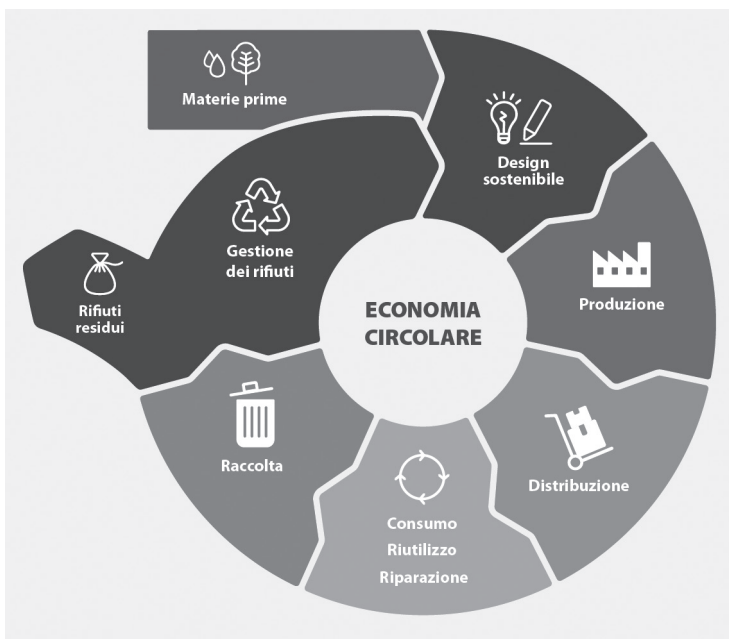 Materie prime
Design
sostenibile
Produzione
Distribuzione
Consumo
Riutilizzo
Riparazione
Raccolta
Gestione
dei rifiuti
Rifiuti
residui
ECONOMIA
CIRCOLARE